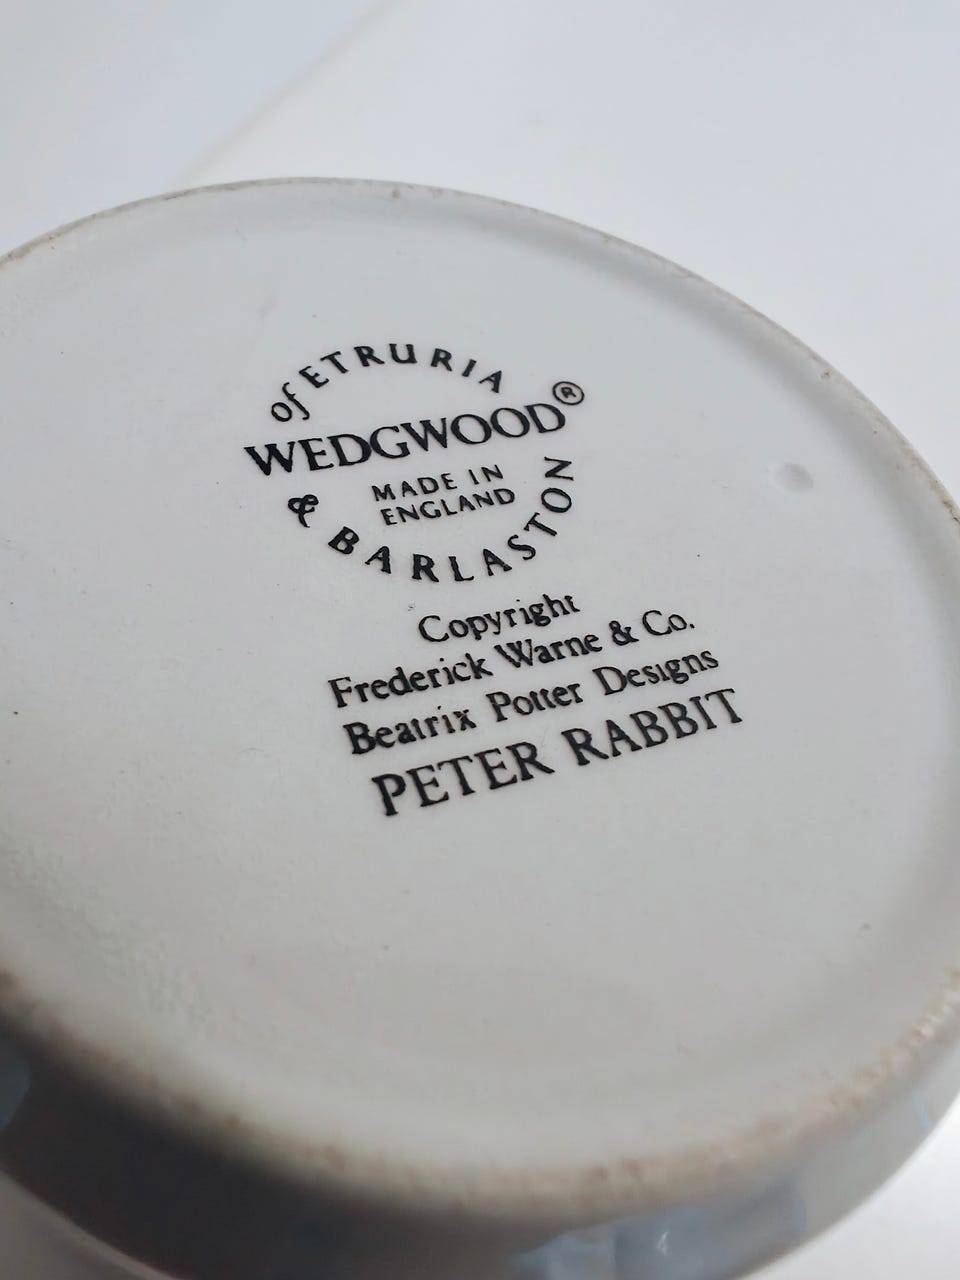 of ETRURIA
WEDGWOOD®
MADE IN
ENGLAND
& BARLASTON
Copyright
Frederick Warne & Co.
Beatrix Potter Designs
PETER RABBIT